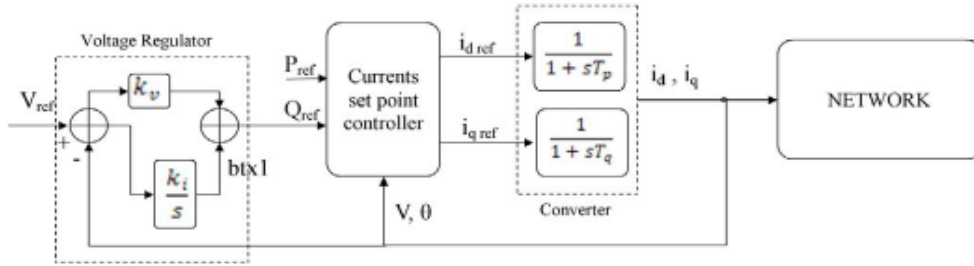 Voltage Regulator
V_ref
+
-
k_v
k_i
s
btx1
P_ref
Q_ref
Currents
set point
controller
V, θ
i_d ref
i_q ref
1
1 + sT_p
1
1 + sT_q
Converter
i_d , i_q
NETWORK